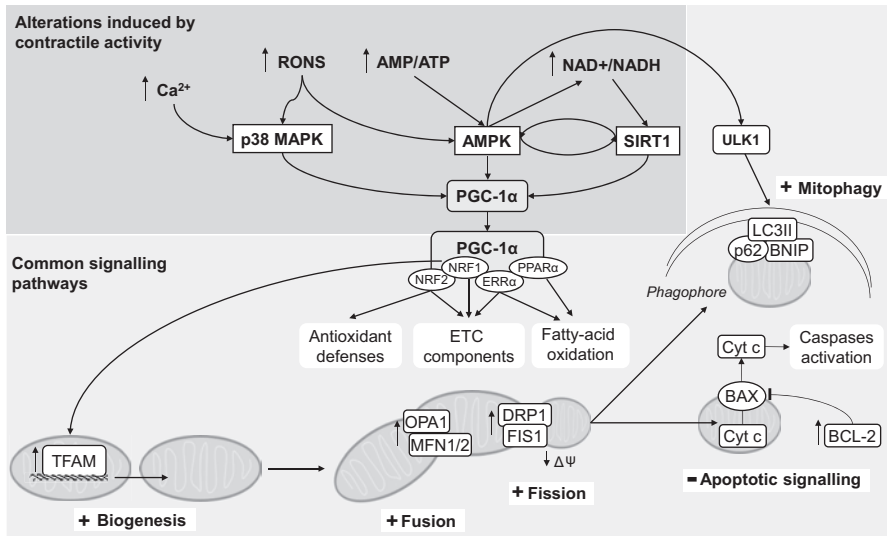 Alterations induced by
contractile activity
↑ RONS
↑ AMP/ATP
↑ NAD+/NADH
↑ Ca²⁺
p38 MAPK
AMPK
SIRT1
ULK1
PGC-1α
+ Mitophagy
LC3II
p62
BNIP
Phagophore
Common signalling
pathways
PGC-1α
NRF2
NRF1
ERRα
PPARα
Antioxidant
defenses
ETC
components
Fatty-acid
oxidation
Cyt c
Caspases
activation
BAX
Cyt c
↑ BCL-2
- Apoptotic signalling
↑ TFAM
+ Biogenesis
↑ OPA1
MFN1/2
+ Fusion
↑ DRP1
FIS1
↓ ΔΨ
+ Fission